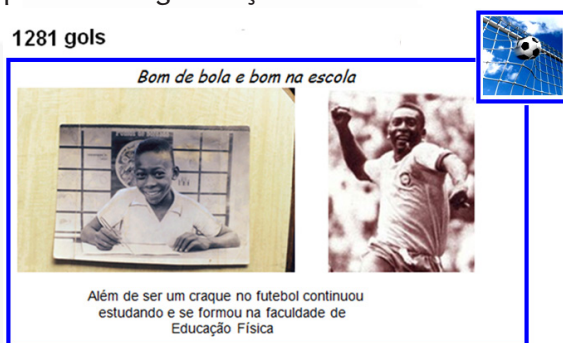 1281 gols
Bom de bola e bom na escola
Além de ser um craque no futebol continuou
estudando e se formou na faculdade de
Educação Física